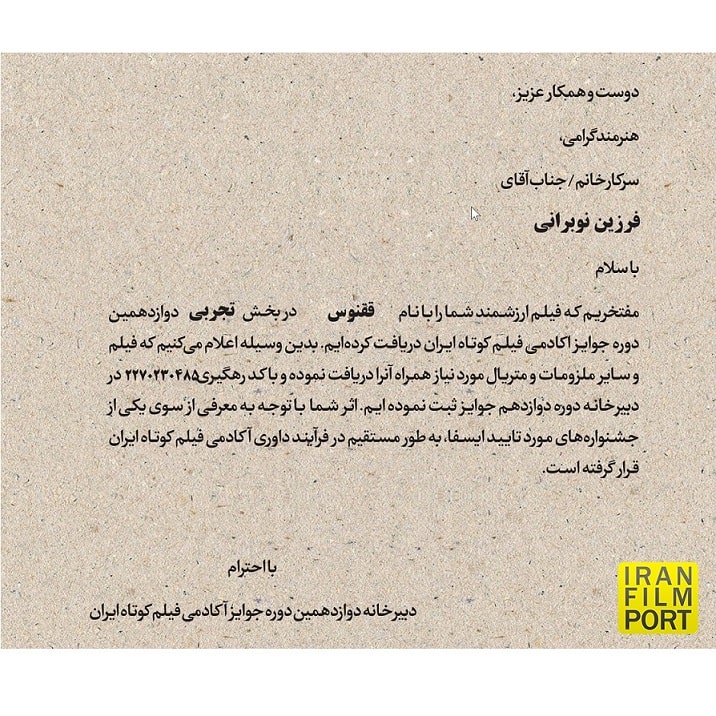 دوست و همکار عزیز،
هنرمند گرامی،
سرکار خانم / جناب آقای
فرزین نوبرانی
با سلام
مفتخریم که فیلم ارزشمند شما را با نام ققنوس در بخش تجربی دوازدهمین
دوره جوایز آکادمی فیلم کوتاه ایران دریافت کرده‌ایم. بدین وسیله اعلام می‌کنیم که فیلم
و سایر ملزومات و متریال مورد نیاز همراه آنرا دریافت نموده و با کد رهگیری ۲۲۷۰۲۳۰۴۸۵ در
دبیرخانه دوره دوازدهم جوایز ثبت نموده ایم. اثر شما با توجه به معرفی از سوی یکی از
جشنواره‌های مورد تایید ایسفا، به طور مستقیم در فرآیند داوری آکادمی فیلم کوتاه ایران
قرار گرفته است.
با احترام
دبیرخانه دوازدهمین دوره جوایز آکادمی فیلم کوتاه ایران
IRAN
FILM
PORT